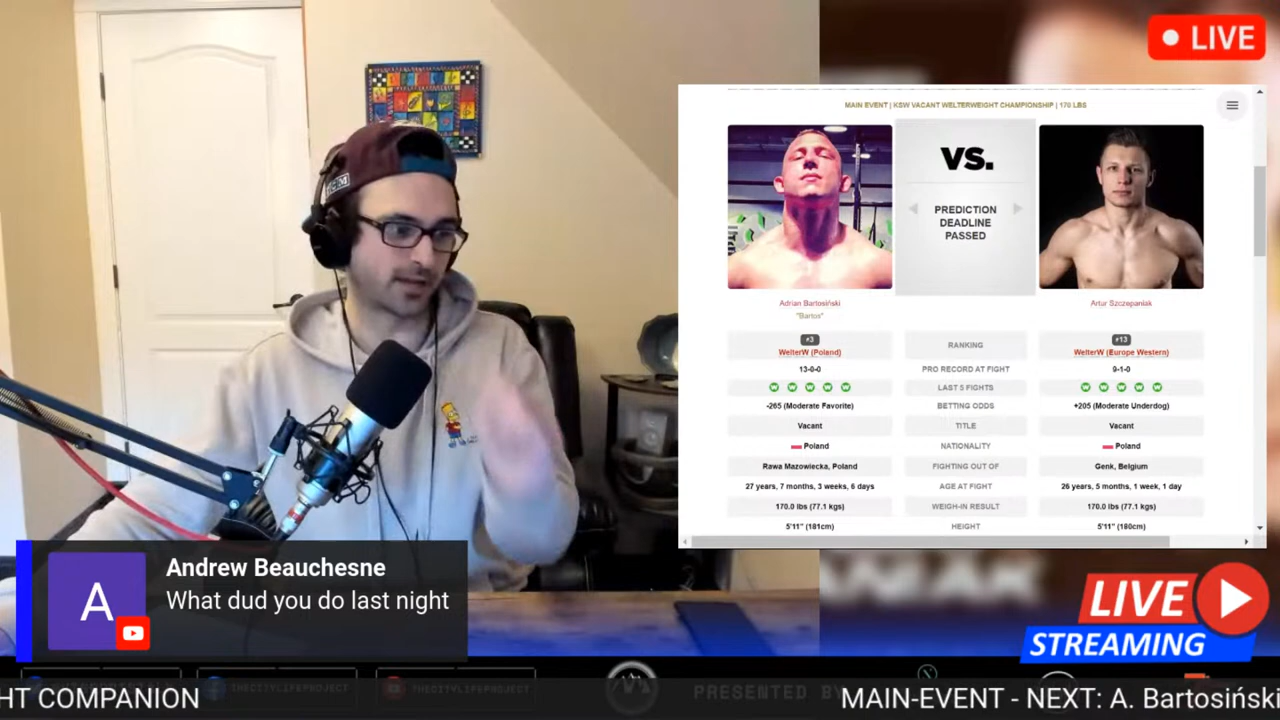 LIVE
MAIN EVENT | KSW VACANT WELTERWEIGHT CHAMPIONSHIP | 170 LBS
VS.
PREDICTION
DEADLINE
PASSED
Adrian Bartosiński
"Bartos"
Artur Szczepaniak
#3
WelterW (Poland)
RANKING
#13
WelterW (Europe Western)
13-0-0
PRO RECORD AT FIGHT
9-1-0
W W W W W
LAST 5 FIGHTS
W W W W W
-265 (Moderate Favorite)
BETTING ODDS
+205 (Moderate Underdog)
Vacant
TITLE
Vacant
Poland
NATIONALITY
Poland
Rawa Mazowiecka, Poland
FIGHTING OUT OF
Genk, Belgium
27 years, 7 months, 3 weeks, 6 days
AGE AT FIGHT
26 years, 5 months, 1 week, 1 day
170.0 lbs (77.1 kgs)
WEIGH-IN RESULT
170.0 lbs (77.1 kgs)
5'11" (181cm)
HEIGHT
5'11" (180cm)
A
Andrew Beauchesne
What dud you do last night
LIVE
STREAMING
THECITYLIFEPROJECT
THECITYLIFEPROJECT
PRESENTED BY
HT COMPANION
MAIN-EVENT - NEXT: A. Bartosiński